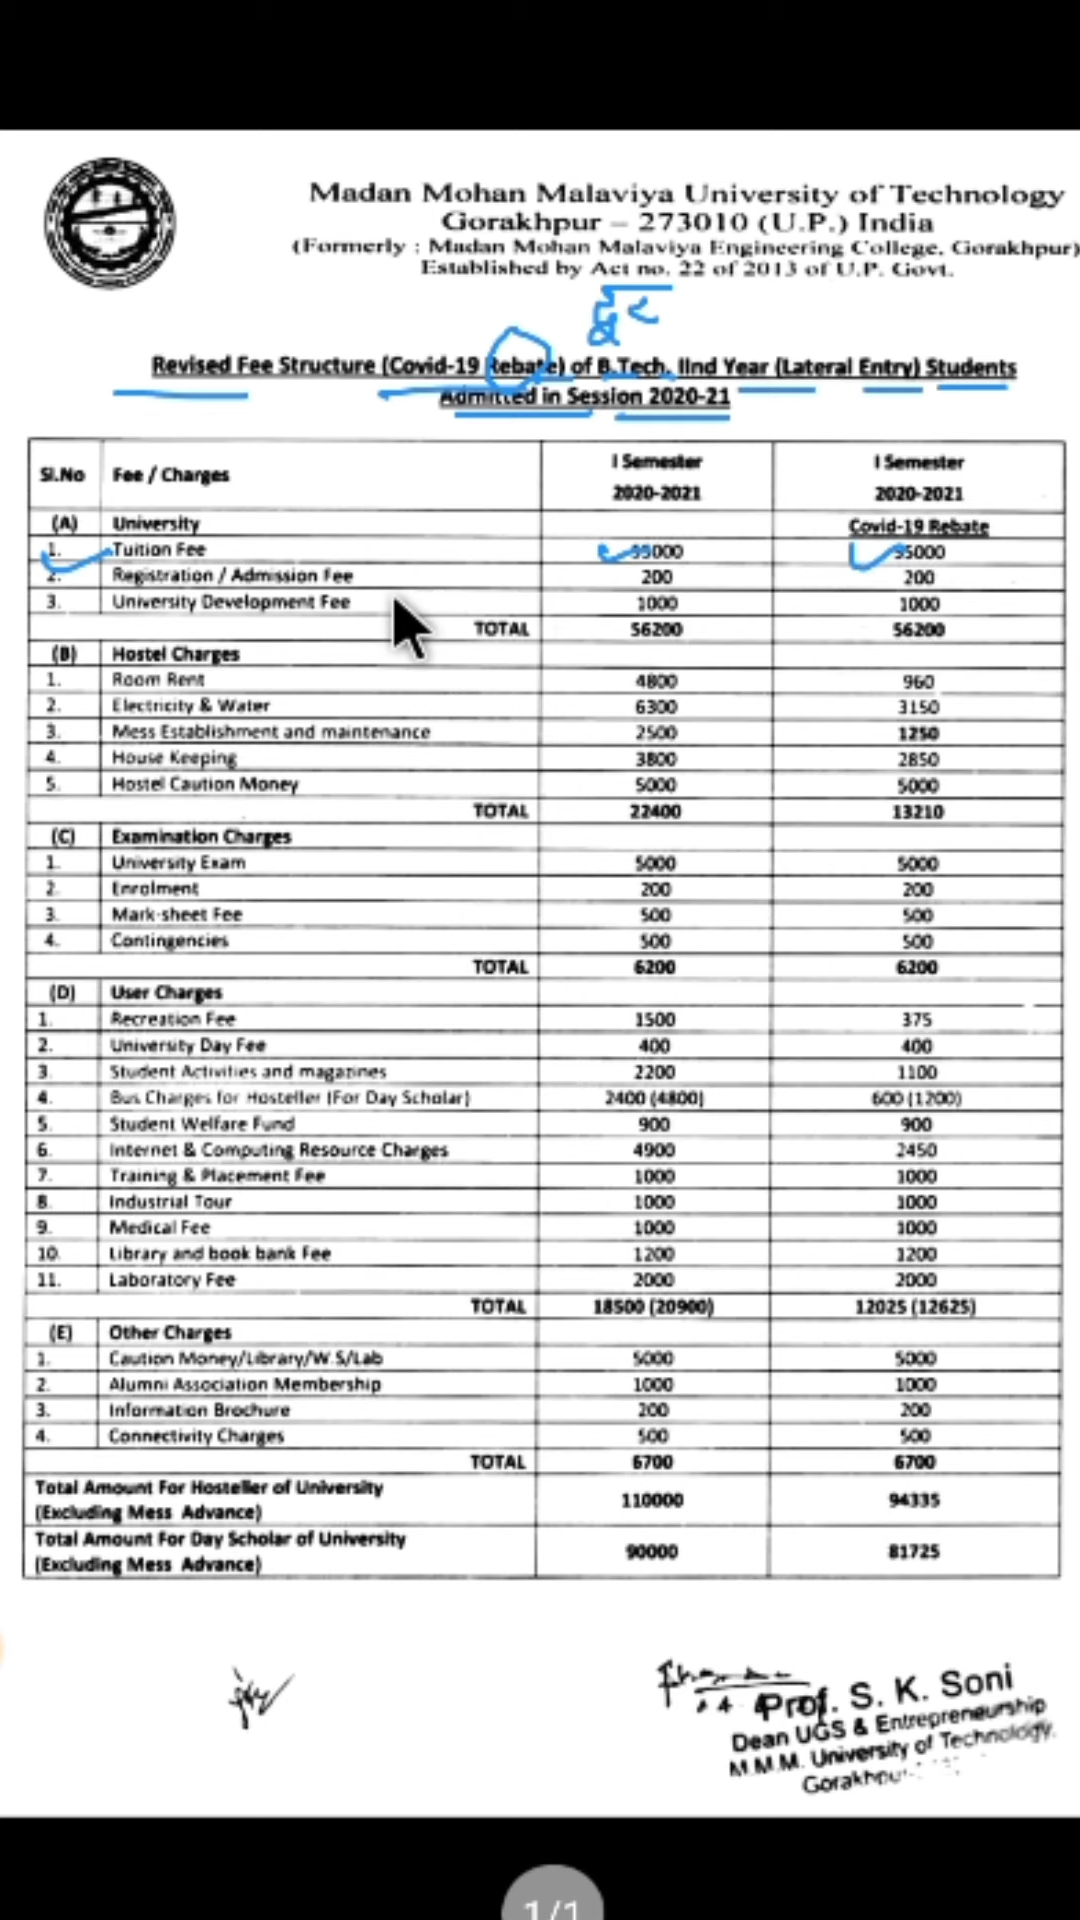 Madan Mohan Malaviya University of Technology
Gorakhpur – 273010 (U.P.) India
(Formerly : Madan Mohan Malaviya Engineering College, Gorakhpur)
Established by Act no. 22 of 2013 of U.P. Govt.
Revised Fee Structure (Covid-19 Rebate) of B.Tech. IInd Year (Lateral Entry) Students
Admitted in Session 2020-21
Sl.No Fee / Charges I Semester 2020-2021 I Semester 2020-2021
(A) University Covid-19 Rebate
1. Tuition Fee 55000 55000
2. Registration / Admission Fee 200 200
3. University Development Fee 1000 1000
TOTAL 56200 56200
(B) Hostel Charges
1. Room Rent 4800 960
2. Electricity & Water 6300 3150
3. Mess Establishment and maintenance 2500 1250
4. House Keeping 3800 2850
5. Hostel Caution Money 5000 5000
TOTAL 22400 13210
(C) Examination Charges
1. University Exam 5000 5000
2. Enrolment 200 200
3. Mark-sheet Fee 500 500
4. Contingencies 500 500
TOTAL 6200 6200
(D) User Charges
1. Recreation Fee 1500 375
2. University Day Fee 400 400
3. Student Activities and magazines 2200 1100
4. Bus Charges for Hosteller (For Day Scholar) 2400 (4800) 600 (1200)
5. Student Welfare Fund 900 900
6. Internet & Computing Resource Charges 4900 2450
7. Training & Placement Fee 1000 1000
8. Industrial Tour 1000 1000
9. Medical Fee 1000 1000
10. Library and book bank Fee 1200 1200
11. Laboratory Fee 2000 2000
TOTAL 18500 (20900) 12025 (12625)
(E) Other Charges
1. Caution Money/Library/W.S/Lab 5000 5000
2. Alumni Association Membership 1000 1000
3. Information Brochure 200 200
4. Connectivity Charges 500 500
TOTAL 6700 6700
Total Amount For Hosteller of University
(Excluding Mess Advance) 110000 94335
Total Amount For Day Scholar of University
(Excluding Mess Advance) 90000 81725
Prof. S. K. Soni
Dean UGS & Entrepreneurship
M.M.M. University of Technology,
Gorakhpur
1/1